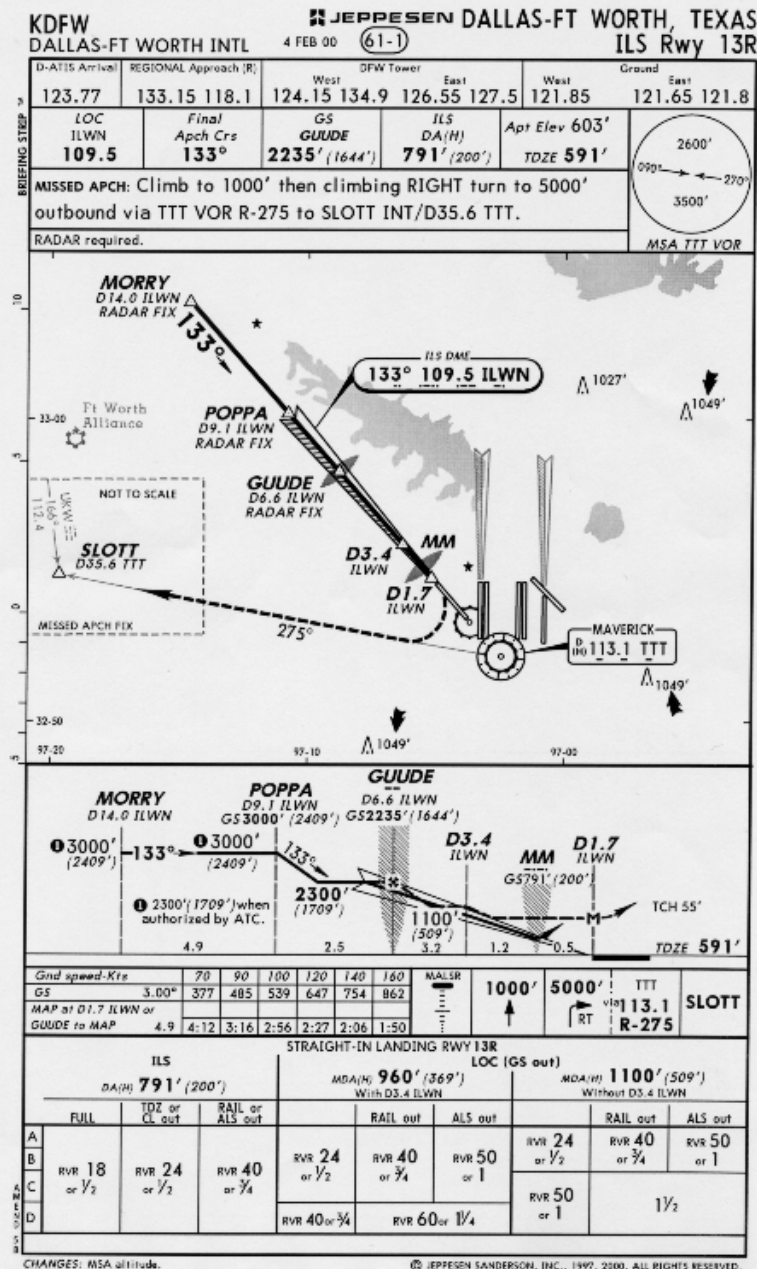 KDFW JEPPESEN DALLAS-FT WORTH, TEXAS
DALLAS-FT WORTH INTL 4 FEB 00 61-1 ILS Rwy 13R
D-ATIS Arrival REGIONAL Approach (R) DFW Tower Ground
West East West East
123.77 133.15 118.1 124.15 134.9 126.55 127.5 121.85 121.65 121.8
BRIEFING STRIP
LOC Final GS ILS Apt Elev 603'
ILWN Apch Crs GUUDE DA(H)
109.5 133° 2235' (1644') 791' (200') TDZE 591'
MISSED APCH: Climb to 1000' then climbing RIGHT turn to 5000'
outbound via TTT VOR R-275 to SLOTT INT/D35.6 TTT.
RADAR required.
2600'
090° 270°
3500'
MSA TTT VOR
MORRY
D14.0 ILWN
RADAR FIX
10
133°
ILS DME
133° 109.5 ILWN
1027'
1049'
33-00
Ft Worth
Alliance
POPPA
D9.1 ILWN
RADAR FIX
5
GUUDE
D6.6 ILWN
RADAR FIX
NOT TO SCALE
UKW
166°
112.4
SLOTT
D35.6 TTT
D3.4
ILWN
MM
D1.7
ILWN
0
MISSED APCH FIX
275°
MAVERICK
D
(H) 113.1 TTT
1049'
32-50
1049'
5
97-20 97-10 97-00
MORRY
D14.0 ILWN
POPPA
D9.1 ILWN
GS3000' (2409')
GUUDE
D6.6 ILWN
GS2235' (1644')
D3.4
ILWN
MM
GS791' (200')
D1.7
ILWN
3000'
(2409')
133°
3000'
(2409')
133°
2300'
(1709')
1100'
(509')
M
TCH 55'
2300' (1709') when
authorized by ATC.
4.9 2.5 3.2 1.2 0.5 TDZE 591'
Gnd speed-Kts 70 90 100 120 140 160
GS 3.00° 377 485 539 647 754 862
MAP at D1.7 ILWN or
GUUDE to MAP 4.9 4:12 3:16 2:56 2:27 2:06 1:50
MALSR
1000'
5000'
RT
via TTT
113.1
R-275
SLOTT
STRAIGHT-IN LANDING RWY 13R
ILS LOC (GS out)
DA(H) 791' (200') MDA(H) 960' (369') MDA(H) 1100' (509')
With D3.4 ILWN Without D3.4 ILWN
FULL TDZ or CL out RAIL or ALS out RAIL out ALS out RAIL out ALS out
A
B
C
D
RVR 18 or 1/2
RVR 24 or 1/2
RVR 40 or 3/4
RVR 24 or 1/2
RVR 40 or 3/4
RVR 50 or 1
RVR 24 or 1/2
RVR 40 or 3/4
RVR 50 or 1
RVR 50 or 1
1 1/2
RVR 40 or 3/4
RVR 60 or 1 1/4
CHANGES: MSA altitude.
© JEPPESEN SANDERSON, INC., 1997, 2000. ALL RIGHTS RESERVED.